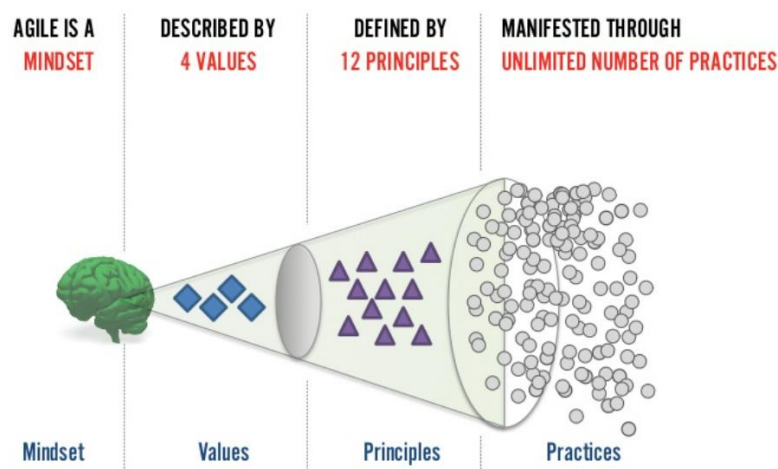 AGILE IS A
MINDSET
DESCRIBED BY
4 VALUES
DEFINED BY
12 PRINCIPLES
MANIFESTED THROUGH
UNLIMITED NUMBER OF PRACTICES
Mindset
Values
Principles
Practices